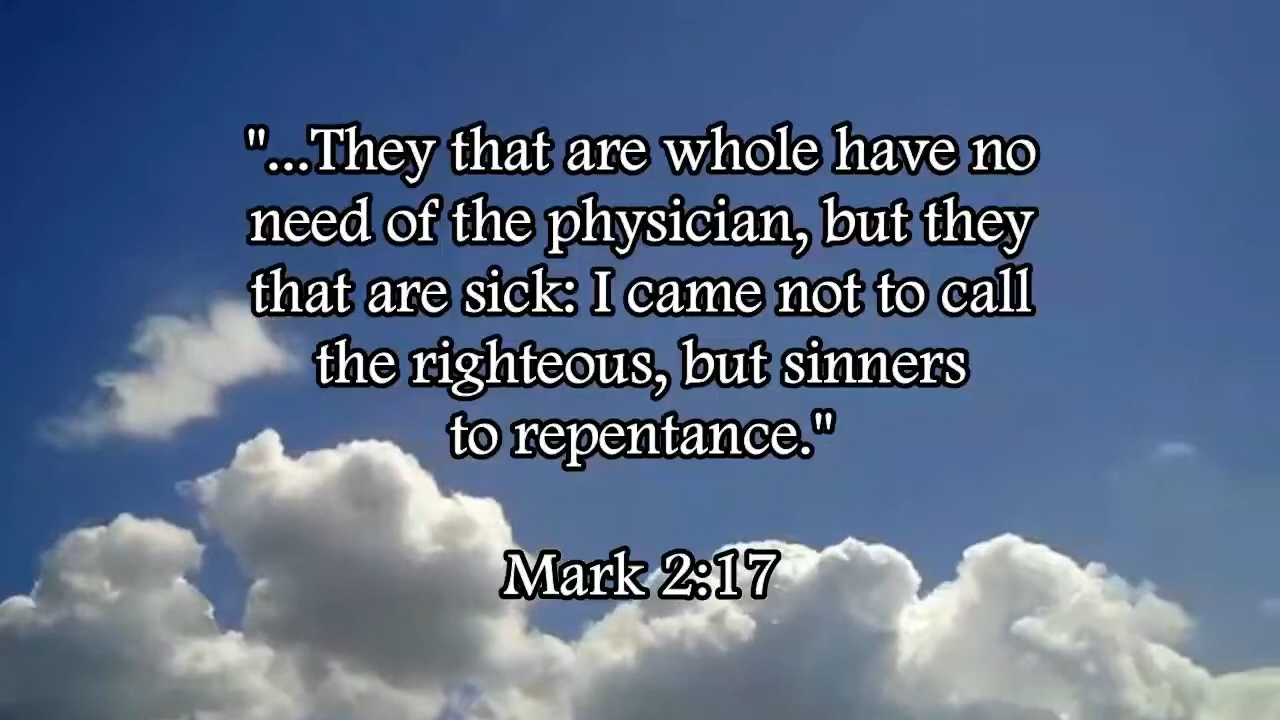 "...They that are whole have no
need of the physician, but they
that are sick: I came not to call
the righteous, but sinners
to repentance."
Mark 2:17